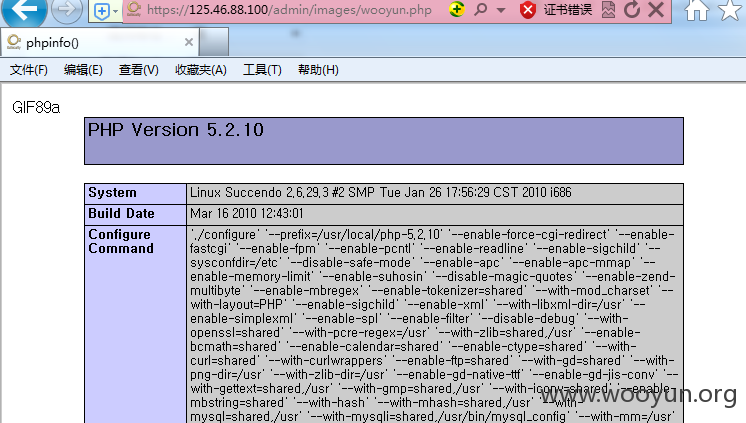 https://125.46.88.100/admin/images/wooyun.php
证书错误
phpinfo()
文件(F) 编辑(E) 查看(V) 收藏夹(A) 工具(T) 帮助(H)
GIF89a
PHP Version 5.2.10
System Linux Succendo 2.6.29.3 #2 SMP Tue Jan 26 17:56:29 CST 2010 i686
Build Date Mar 16 2010 12:43:01
Configure Command './configure' '--prefix=/usr/local/php-5.2.10' '--enable-force-cgi-redirect' '--enable-
fastcgi' '--enable-fpm' '--enable-pcntl' '--enable-readline' '--enable-sigchild' '--
sysconfdir=/etc' '--disable-safe-mode' '--enable-apc' '--enable-apc-mmap' '--
enable-memory-limit' '--enable-suhosin' '--disable-magic-quotes' '--enable-zend-
multibyte' '--enable-mbregex' '--enable-tokenizer=shared' '--with-mod_charset' '--
with-layout=PHP' '--enable-sigchild' '--enable-xml' '--with-libxml-dir=/usr' '--
enable-simplexml' '--enable-spl' '--enable-filter' '--disable-debug' '--with-
openssl=shared' '--with-pcre-regex=/usr' '--with-zlib=shared,/usr' '--enable-
bcmath=shared' '--enable-calendar=shared' '--enable-ctype=shared' '--with-
curl=shared' '--with-curlwrappers' '--enable-ftp=shared' '--with-gd=shared' '--with-
png-dir=/usr' '--with-zlib-dir=/usr' '--enable-gd-native-ttf' '--enable-gd-jis-conv' '--
with-gettext=shared,/usr' '--with-gmp=shared,/usr' '--with-iconv=shared' '--enable-
mbstring=shared' '--with-hash' '--with-mhash=shared,/usr' '--with-
mysql=shared,/usr' '--with-mysqli=shared,/usr/bin/mysql_config' '--with-mm=/usr'
www.wooyun.org